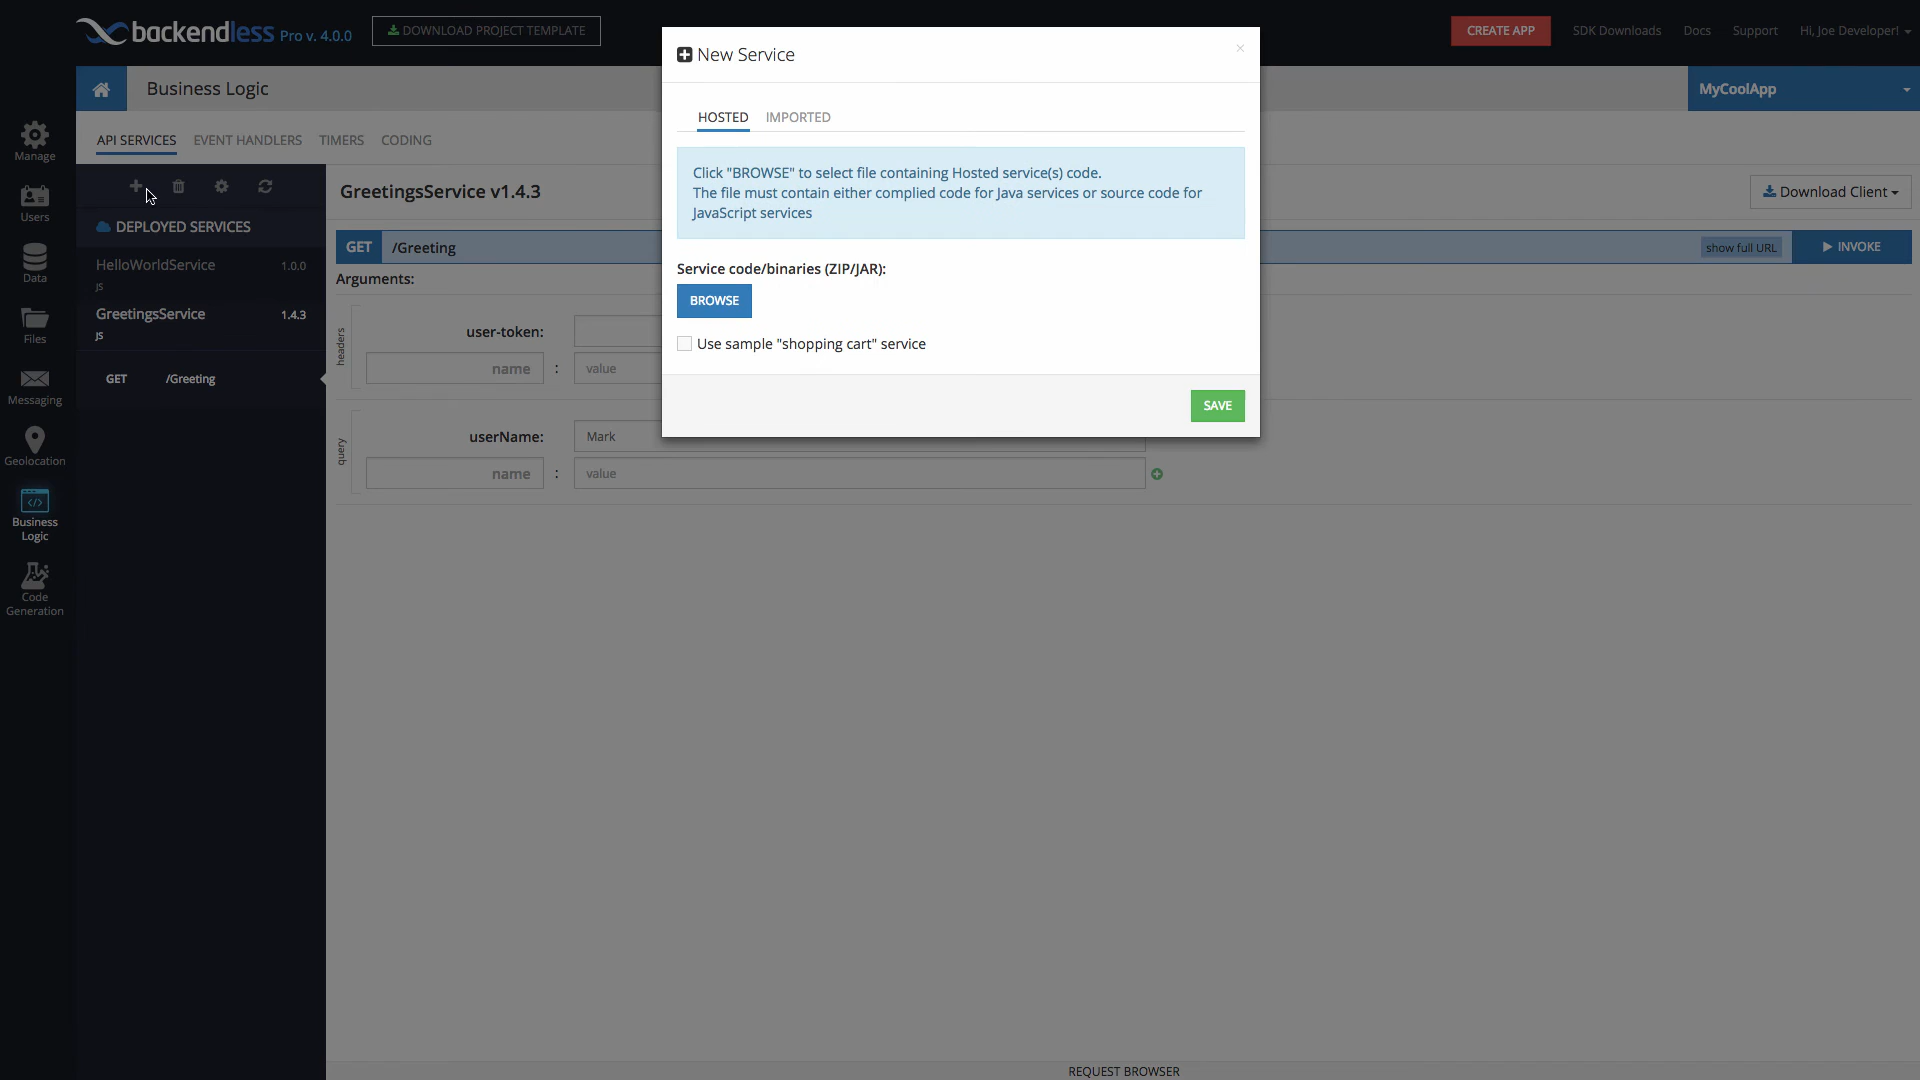 backendless Pro v. 4.0.0
DOWNLOAD PROJECT TEMPLATE
CREATE APP
SDK Downloads
Docs
Support
Hi, Joe Developer!
Business Logic
MyCoolApp
API SERVICES
EVENT HANDLERS
TIMERS
CODING
Manage
Users
Data
Files
Messaging
Geolocation
Business
Logic
Code
Generation
DEPLOYED SERVICES
HelloWorldService 1.0.0
JS
GreetingsService 1.4.3
JS
GET /Greeting
GreetingsService v1.4.3
Download Client
GET /Greeting
show full URL
INVOKE
Arguments:
headers
user-token:
name : value
query
userName: Mark
name : value
New Service
×
HOSTED
IMPORTED
Click "BROWSE" to select file containing Hosted service(s) code.
The file must contain either complied code for Java services or source code for
JavaScript services
Service code/binaries (ZIP/JAR):
BROWSE
Use sample "shopping cart" service
SAVE
REQUEST BROWSER